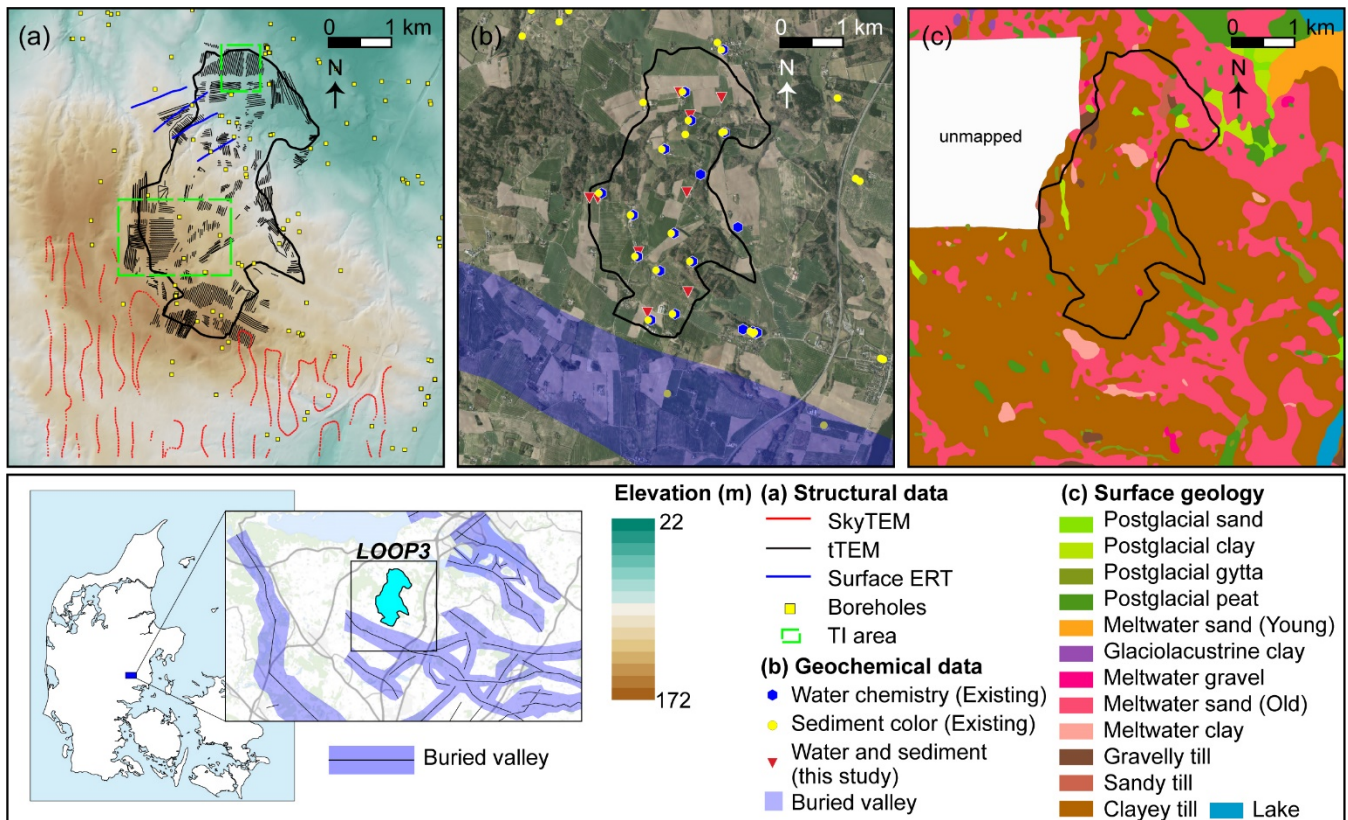 (a)
0 1 km
N
(b)
0 1 km
N
(c)
0 1 km
N
unmapped
LOOP3
Buried valley
Elevation (m)
22
172
(a) Structural data
SkyTEM
tTEM
Surface ERT
Boreholes
TI area
(b) Geochemical data
Water chemistry (Existing)
Sediment color (Existing)
Water and sediment
(this study)
Buried valley
(c) Surface geology
Postglacial sand
Postglacial clay
Postglacial gytta
Postglacial peat
Meltwater sand (Young)
Glaciolacustrine clay
Meltwater gravel
Meltwater sand (Old)
Meltwater clay
Gravelly till
Sandy till
Clayey till Lake